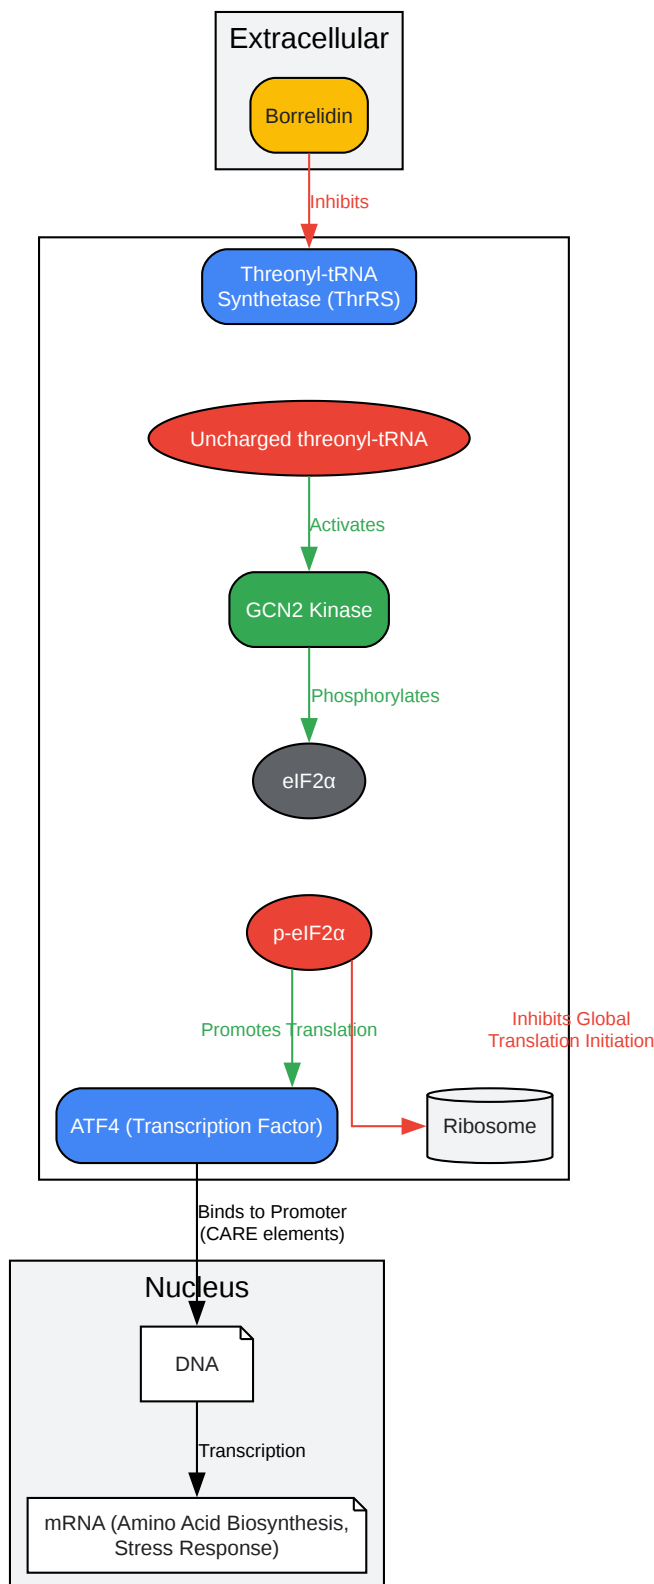 Extracellular
Borrelidin
Inhibits
Threonyl-tRNA
Synthetase (ThrRS)
Uncharged threonyl-tRNA
Activates
GCN2 Kinase
Phosphorylates
eIF2α
p-eIF2α
Promotes Translation
Inhibits Global
Translation Initiation
ATF4 (Transcription Factor)
Ribosome
Binds to Promoter
(CARE elements)
Nucleus
DNA
Transcription
mRNA (Amino Acid Biosynthesis,
Stress Response)